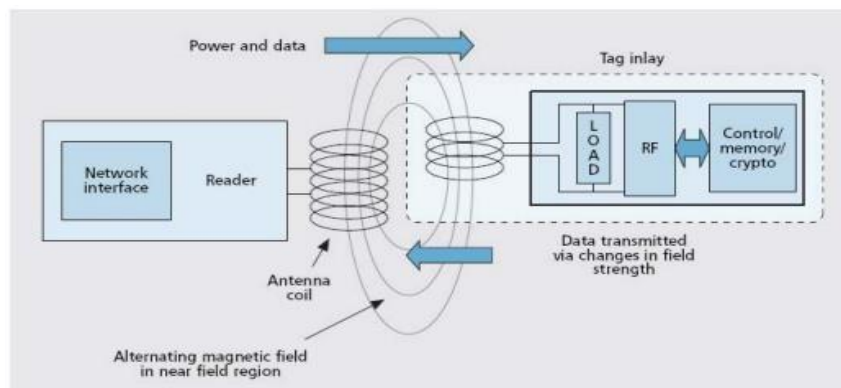 Power and data
Tag inlay
Network
interface
Reader
LOAD
RF
Control/
memory/
crypto
Antenna
coil
Data transmitted
via changes in field
strength
Alternating magnetic field
in near field region